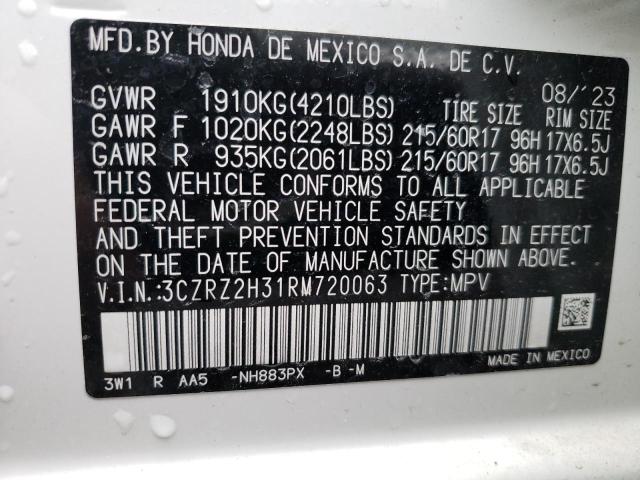 MFD. BY HONDA DE MEXICO S.A. DE C.V.
08/'23
GVWR 1910KG(4210LBS) TIRE SIZE RIM SIZE
GAWR F 1020KG(2248LBS) 215/60R17 96H 17X6.5J
GAWR R 935KG(2061LBS) 215/60R17 96H 17X6.5J
THIS VEHICLE CONFORMS TO ALL APPLICABLE
FEDERAL MOTOR VEHICLE SAFETY
AND THEFT PREVENTION STANDARDS IN EFFECT
ON THE DATE OF MANUFACTURE SHOWN ABOVE.
V.I.N.:3CZRZ2H31RM720063 TYPE:MPV
3W1 R AA5 -NH883PX -B -M
MADE IN MEXICO